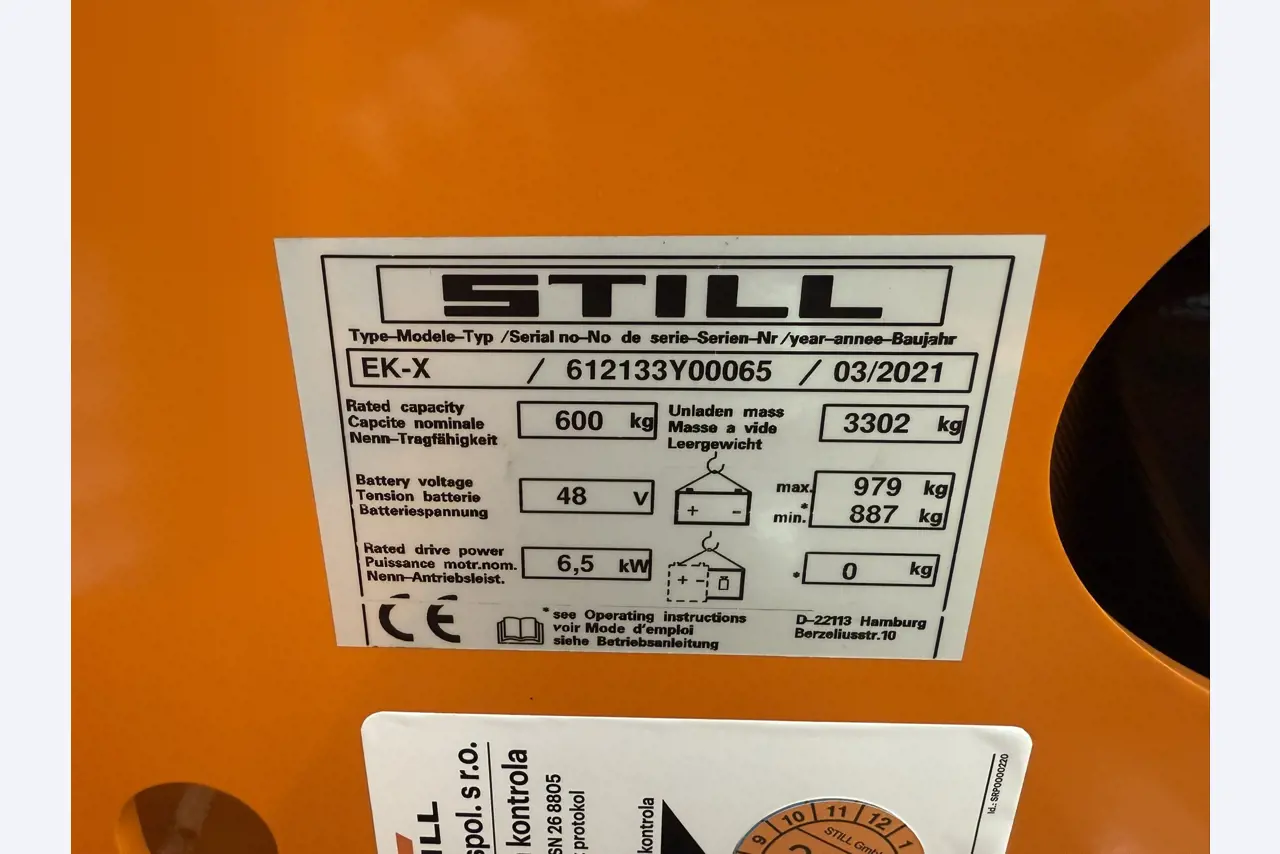 STILL
Type-Modele-Typ /Serial no-No de serie-Serien-Nr /year-annee-Baujahr
EK-X / 612133Y00065 / 03/2021
Rated capacity
Capcite nominale
Nenn-Tragfähigkeit
600 kg
Unladen mass
Masse a vide
Leergewicht
3302 kg
Battery voltage
Tension batterie
Batteriespannung
48 V
+ -
max. 979 kg
*
min. 887 kg
Rated drive power
Puissance motr.nom.
Nenn-Antriebsleist.
6,5 kW
+ -
* 0 kg
CE
*see Operating instructions
voir Mode d'emploi
siehe Betriebsanleitung
D-22113 Hamburg
Berzeliusstr.10
spol. s r.o.
kontrola
SN 26 8805
protokol
kontrola
9 10 11 12 1
STILL Gmb
Id.: SRP0000220